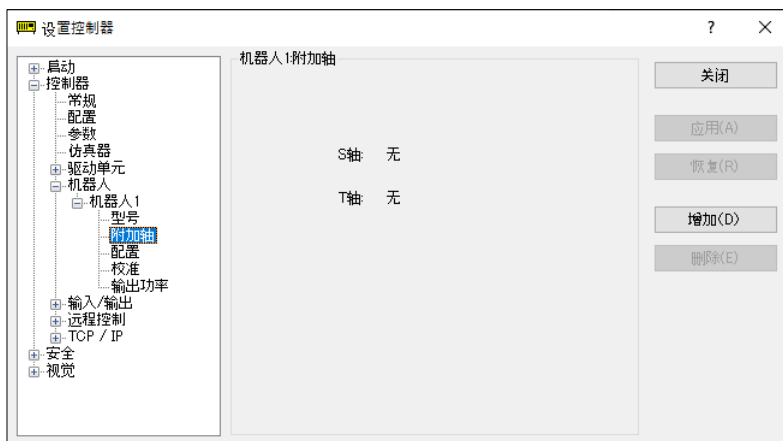 设置控制器
? ×
启动
控制器
常规
配置
参数
仿真器
驱动单元
机器人
机器人1
型号
附加轴
配置
校准
输出功率
输入/输出
远程控制
TCP / IP
安全
视觉
机器人1:附加轴
S轴: 无
T轴: 无
关闭
应用(A)
恢复(R)
增加(D)
删除(E)